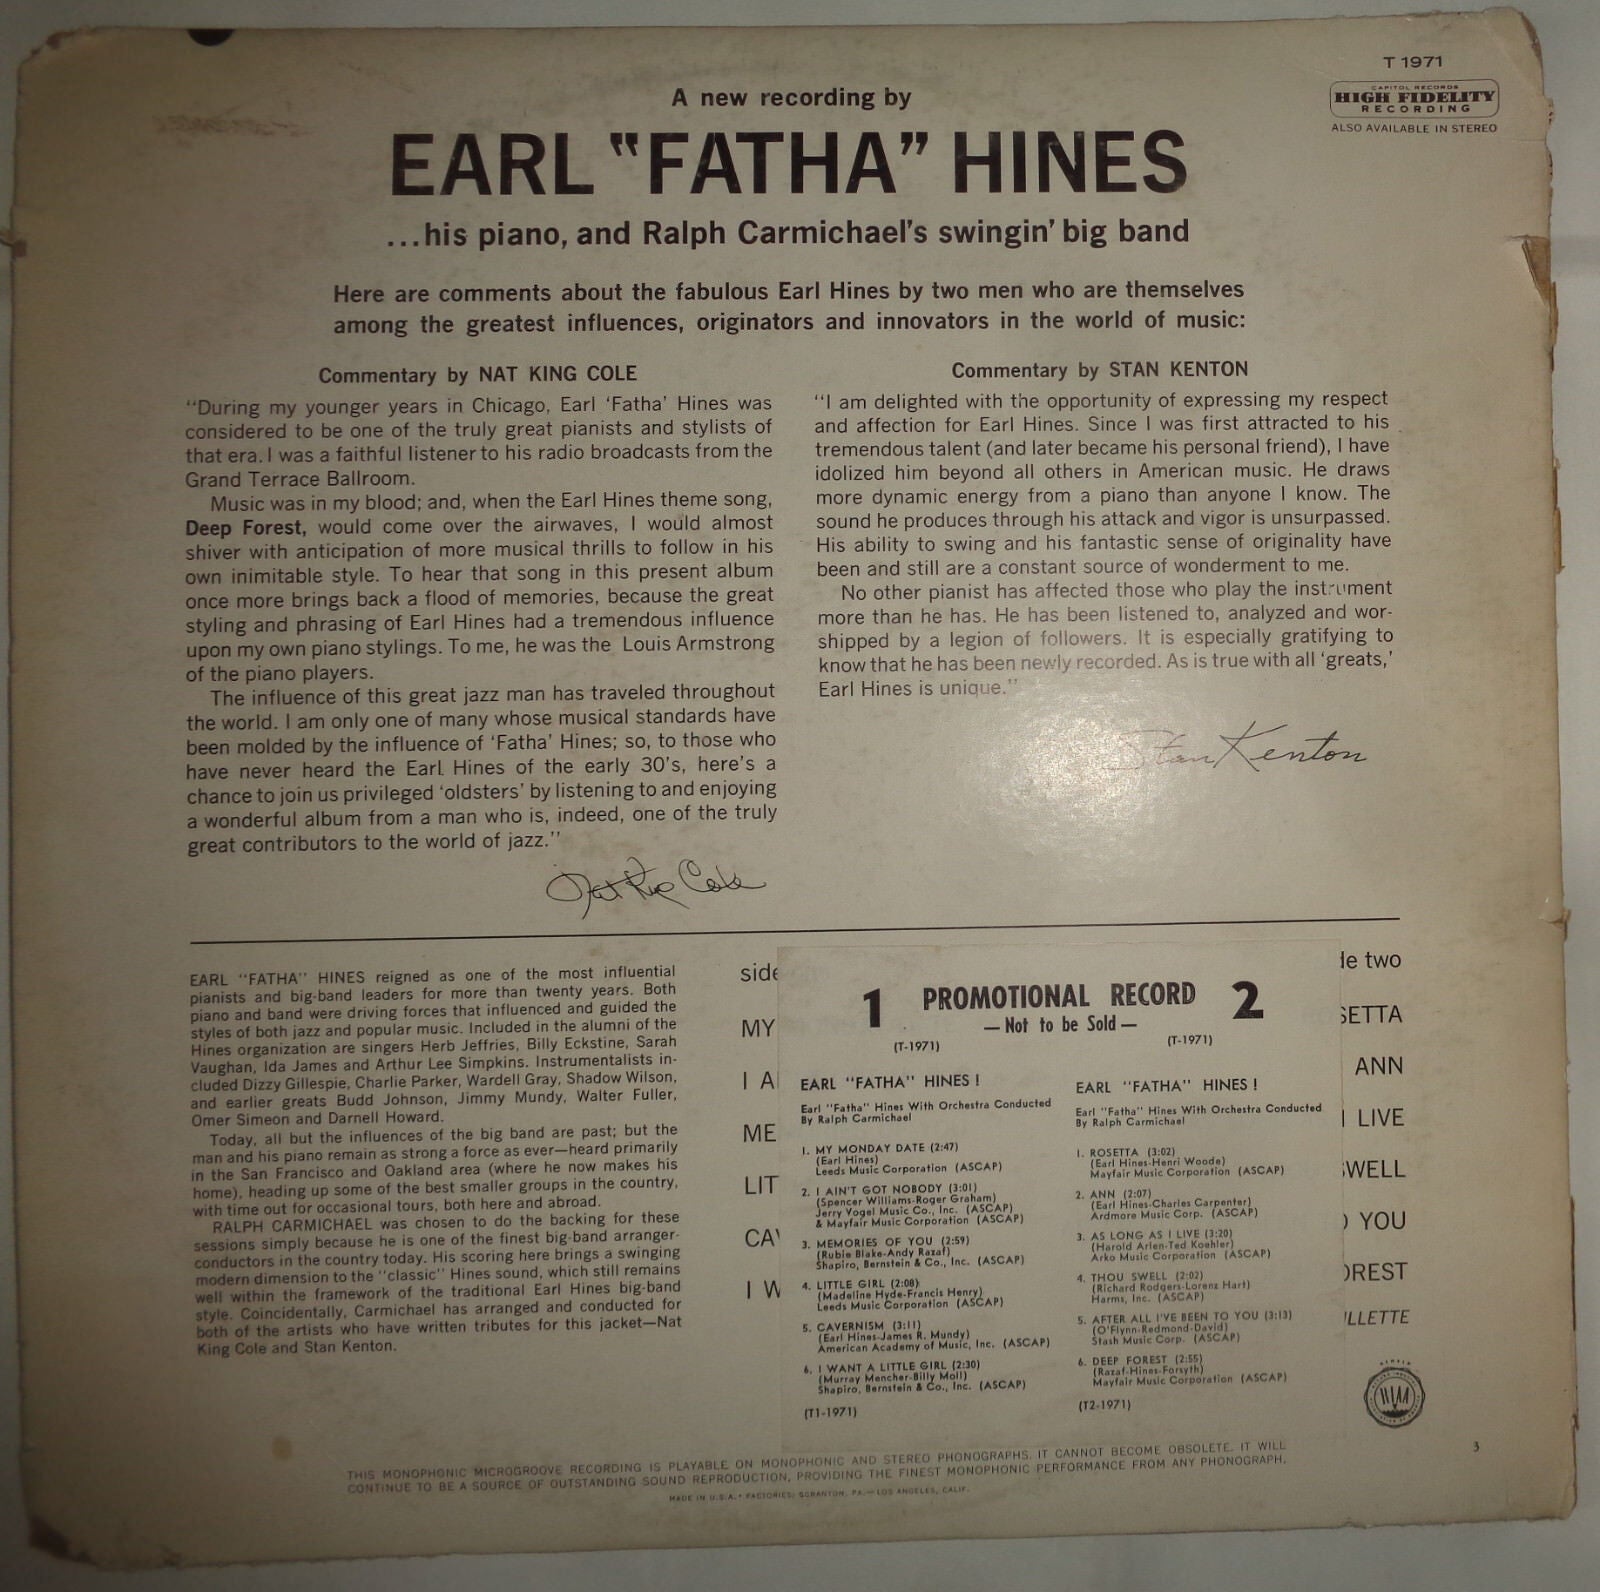 T 1971
CAPITOL RECORDS
HIGH FIDELITY
RECORDING
ALSO AVAILABLE IN STEREO
A new recording by
EARL "FATHA" HINES
...his piano, and Ralph Carmichael's swingin' big band
Here are comments about the fabulous Earl Hines by two men who are themselves
among the greatest influences, originators and innovators in the world of music:
Commentary by NAT KING COLE
"During my younger years in Chicago, Earl 'Fatha' Hines was
considered to be one of the truly great pianists and stylists of
that era. I was a faithful listener to his radio broadcasts from the
Grand Terrace Ballroom.
Music was in my blood; and, when the Earl Hines theme song,
Deep Forest, would come over the airwaves, I would almost
shiver with anticipation of more musical thrills to follow in his
own inimitable style. To hear that song in this present album
once more brings back a flood of memories, because the great
styling and phrasing of Earl Hines had a tremendous influence
upon my own piano stylings. To me, he was the Louis Armstrong
of the piano players.
The influence of this great jazz man has traveled throughout
the world. I am only one of many whose musical standards have
been molded by the influence of 'Fatha' Hines; so, to those who
have never heard the Earl Hines of the early 30's, here's a
chance to join us privileged 'oldsters' by listening to and enjoying
a wonderful album from a man who is, indeed, one of the truly
great contributors to the world of jazz."
Nat King Cole
Commentary by STAN KENTON
"I am delighted with the opportunity of expressing my respect
and affection for Earl Hines. Since I was first attracted to his
tremendous talent (and later became his personal friend), I have
idolized him beyond all others in American music. He draws
more dynamic energy from a piano than anyone I know. The
sound he produces through his attack and vigor is unsurpassed.
His ability to swing and his fantastic sense of originality have
been and still are a constant source of wonderment to me.
No other pianist has affected those who play the instrument
more than he has. He has been listened to, analyzed and wor-
shipped by a legion of followers. It is especially gratifying to
know that he has been newly recorded. As is true with all 'greats,'
Earl Hines is unique."
Stan Kenton
EARL "FATHA" HINES reigned as one of the most influential
pianists and big-band leaders for more than twenty years. Both
piano and band were driving forces that influenced and guided the
styles of both jazz and popular music. Included in the alumni of the
Hines organization are singers Herb Jeffries, Billy Eckstine, Sarah
Vaughan, Ida James and Arthur Lee Simpkins. Instrumentalists in-
cluded Dizzy Gillespie, Charlie Parker, Wardell Gray, Shadow Wilson,
and earlier greats Budd Johnson, Jimmy Mundy, Walter Fuller,
Omer Simeon and Darnell Howard.
Today, all but the influences of the big band are past; but the
man and his piano remain as strong a force as ever—heard primarily
in the San Francisco and Oakland area (where he now makes his
home), heading up some of the best smaller groups in the country,
with time out for occasional tours, both here and abroad.
RALPH CARMICHAEL was chosen to do the backing for these
sessions simply because he is one of the finest big-band arranger-
conductors in the country today. His scoring here brings a swinging
modern dimension to the "classic" Hines sound, which still remains
well within the framework of the traditional Earl Hines big-band
style. Coincidentally, Carmichael has arranged and conducted for
both of the artists who have written tributes for this jacket—Nat
King Cole and Stan Kenton.
side
MY
I A
ME
LIT
CAV
I W
1 PROMOTIONAL RECORD 2
— Not to be Sold —
(T-1971)
(T-1971)
EARL "FATHA" HINES!
Earl "Fatha" Hines With Orchestra Conducted
By Ralph Carmichael
1. MY MONDAY DATE (2:47)
(Earl Hines)
Leeds Music Corporation (ASCAP)
2. I AIN'T GOT NOBODY (3:01)
(Spencer Williams-Roger Graham)
Jerry Vogel Music Co., Inc. (ASCAP)
& Mayfair Music Corporation (ASCAP)
3. MEMORIES OF YOU (2:59)
(Rubie Blake-Andy Razaf)
Shapiro, Bernstein & Co., Inc. (ASCAP)
4. LITTLE GIRL (2:08)
(Madeline Hyde-Francis Henry)
Leeds Music Corporation (ASCAP)
5. CAVERNISM (3:11)
(Earl Hines-James R. Mundy)
American Academy of Music, Inc. (ASCAP)
6. I WANT A LITTLE GIRL (2:30)
(Murray Mencher-Billy Moll)
Shapiro, Bernstein & Co., Inc. (ASCAP)
(T1-1971)
EARL "FATHA" HINES!
Earl "Fatha" Hines With Orchestra Conducted
By Ralph Carmichael
1. ROSETTA (3:02)
(Earl Hines-Henri Woode)
Mayfair Music Corporation (ASCAP)
2. ANN (2:07)
(Earl Hines-Charles Carpenter)
Ardmore Music Corp. (ASCAP)
3. AS LONG AS I LIVE (3:20)
(Harold Arlen-Ted Koehler)
Arko Music Corporation (ASCAP)
4. THOU SWELL (2:02)
(Richard Rodgers-Lorenz Hart)
Harms, Inc. (ASCAP)
5. AFTER ALL I'VE BEEN TO YOU (3:13)
(O'Flynn-Redmond-David)
Stash Music Corp. (ASCAP)
6. DEEP FOREST (2:55)
(Razaf-Hines-Forsyth)
Mayfair Music Corporation (ASCAP)
(T2-1971)
de two
SETTA
ANN
I LIVE
SWELL
O YOU
OREST
ILLETTE
RIAA
3
THIS MONOPHONIC MICROGROOVE RECORDING IS PLAYABLE ON MONOPHONIC AND STEREO PHONOGRAPHS. IT CANNOT BECOME OBSOLETE. IT WILL
CONTINUE TO BE A SOURCE OF OUTSTANDING SOUND REPRODUCTION, PROVIDING THE FINEST MONOPHONIC PERFORMANCE FROM ANY PHONOGRAPH.
MADE IN U.S.A. • FACTORIES: SCRANTON, PA.—LOS ANGELES, CALIF.